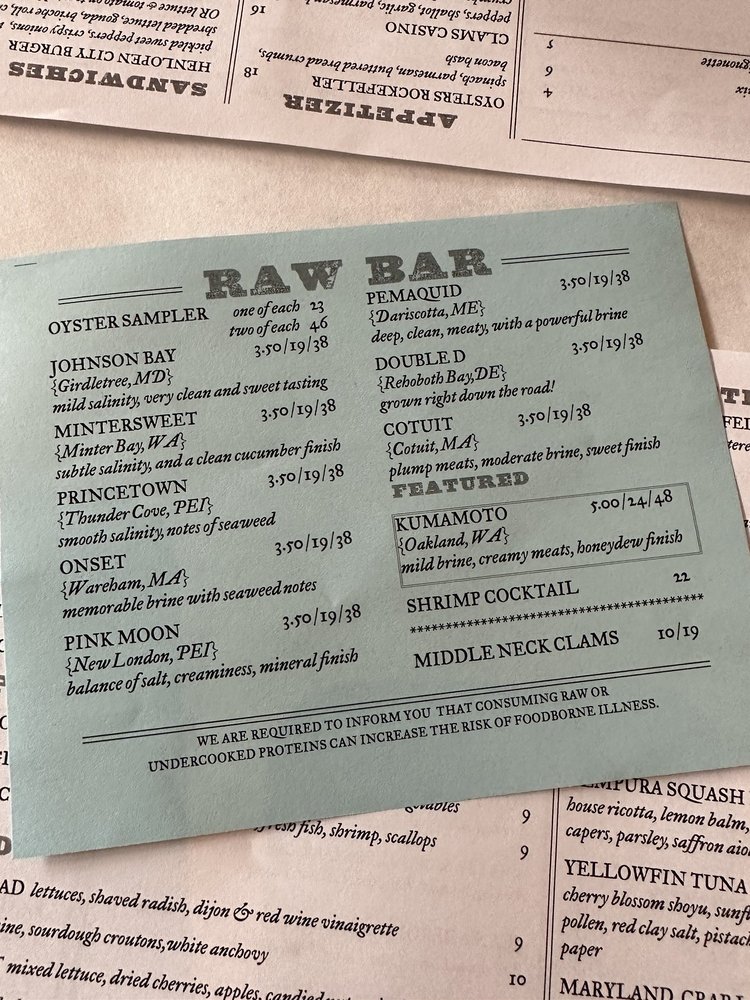 RAW BAR
OYSTER SAMPLER one of each 23
two of each 46
JOHNSON BAY 3.50/19/38
{Girdletree, MD}
mild salinity, very clean and sweet tasting
MINTERSWEET 3.50/19/38
{Minter Bay, WA}
subtle salinity, and a clean cucumber finish
PRINCETOWN 3.50/19/38
{Thunder Cove, PEI}
smooth salinity, notes of seaweed
ONSET 3.50/19/38
{Wareham, MA}
memorable brine with seaweed notes
PINK MOON 3.50/19/38
{New London, PEI}
balance of salt, creaminess, mineral finish
PEMAQUID 3.50/19/38
{Dariscotta, ME}
deep, clean, meaty, with a powerful brine
DOUBLE D 3.50/19/38
{Rehoboth Bay, DE}
grown right down the road!
COTUIT 3.50/19/38
{Cotuit, MA}
plump meats, moderate brine, sweet finish
FEATURED
KUMAMOTO 5.00/24/48
{Oakland, WA}
mild brine, creamy meats, honeydew finish
SHRIMP COCKTAIL 22
****************************************
MIDDLE NECK CLAMS 10/19
WE ARE REQUIRED TO INFORM YOU THAT CONSUMING RAW OR
UNDERCOOKED PROTEINS CAN INCREASE THE RISK OF FOODBORNE ILLNESS.
APPETIZER
OYSTERS ROCKEFELLER 18
spinach, parmesan, buttered bread crumbs,
bacon bash
CLAMS CASINO 16
peppers, shallot, garlic, parmesan
SANDWICHES
HENLOPEN CITY BURGER
pickled sweet peppers, crispy onions,
shredded lettuce, gouda, brioche roll
OR lettuce & tomato
4
6
5
9
fresh fish, shrimp, scallops 9
lettuces, shaved radish, dijon & red wine vinaigrette
sourdough croutons, white anchovy 9
mixed lettuce, dried cherries, apples, 10
SQUASH
house ricotta, lemon balm,
capers, parsley, saffron
YELLOWFIN TUNA
cherry blossom shoyu,
pollen, red clay salt,
paper
MARYLAND